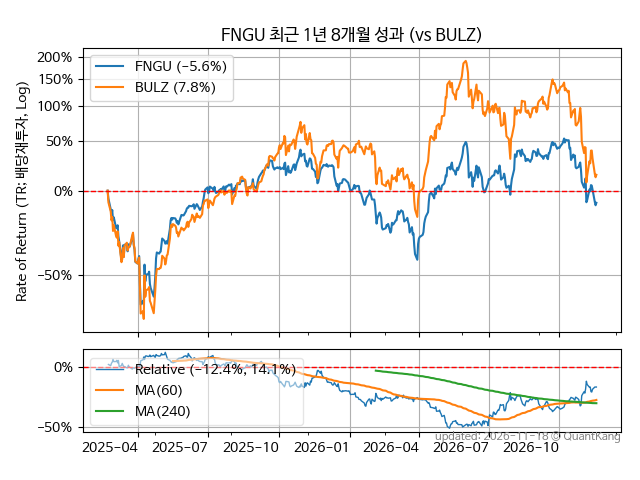 FNGU 최근 1년 8개월 성과 (vs BULZ)
Rate of Return (TR: 배당재투자, Log)
200%
150%
100%
50%
0%
−50%
FNGU (−5.6%)
BULZ (7.8%)
0%
−50%
Relative (−12.4%, 14.1%)
MA(60)
MA(240)
updated: 2026-11-18 © QuantKang
2025-04 2025-07 2025-10 2026-01 2026-04 2026-07 2026-10